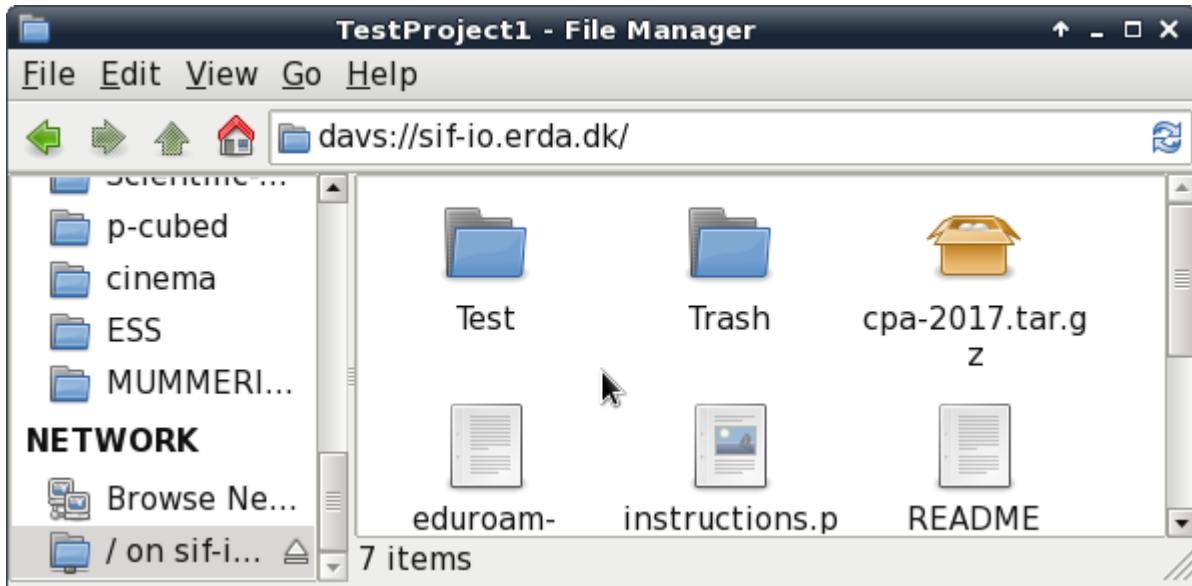 TestProject1 - File Manager
File Edit View Go Help
davs://sif-io.erda.dk/
Scientific-...
p-cubed
cinema
ESS
MUMMERI...
NETWORK
Browse Ne...
/ on sif-i...
Test Trash cpa-2017.tar.g
z
eduroam- instructions.p README
7 items